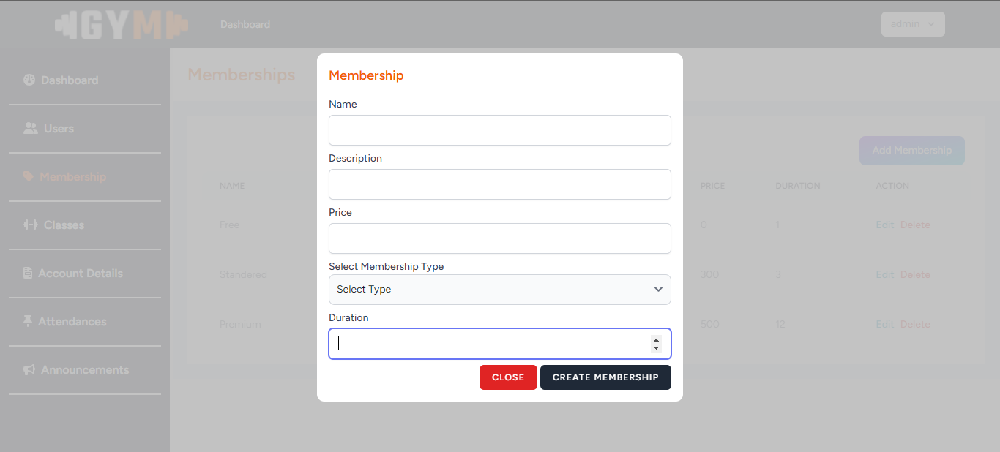 GYM
Dashboard
admin
Dashboard
Users
Membership
Classes
Account Details
Attendances
Announcements
Memberships
Add Membership
NAME PRICE DURATION ACTION
Free 0 1 Edit Delete
Standered 300 3 Edit Delete
Premium 500 12 Edit Delete
Membership
Name
Description
Price
Select Membership Type
Select Type
Duration
CLOSE CREATE MEMBERSHIP